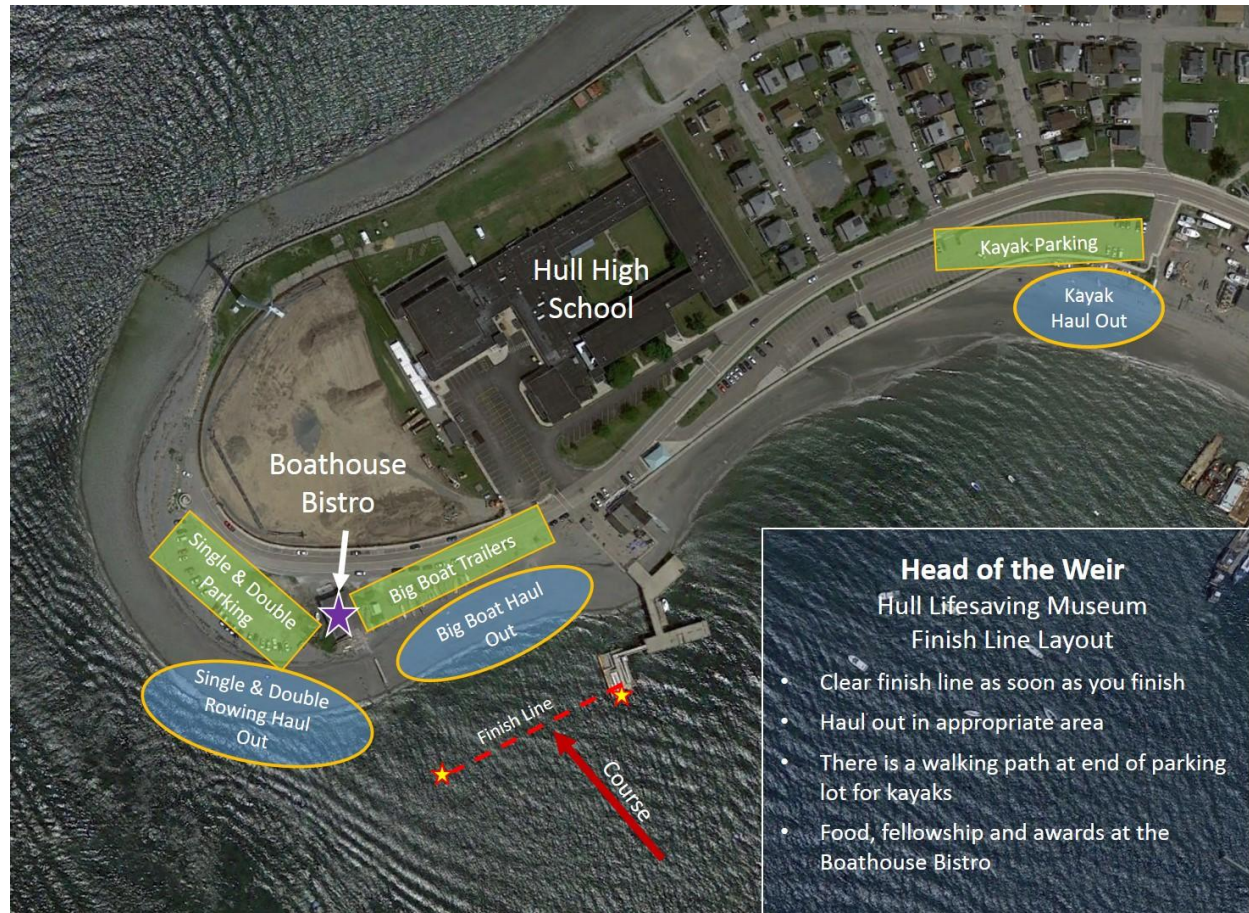 Hull High
School
Kayak Parking
Kayak
Haul Out
Boathouse
Bistro
Single & Double
Parking
Big Boat Trailers
Big Boat Haul
Out
Single & Double
Rowing Haul
Out
Finish Line
Course
Head of the Weir
Hull Lifesaving Museum
Finish Line Layout
• Clear finish line as soon as you finish
• Haul out in appropriate area
• There is a walking path at end of parking
lot for kayaks
• Food, fellowship and awards at the
Boathouse Bistro